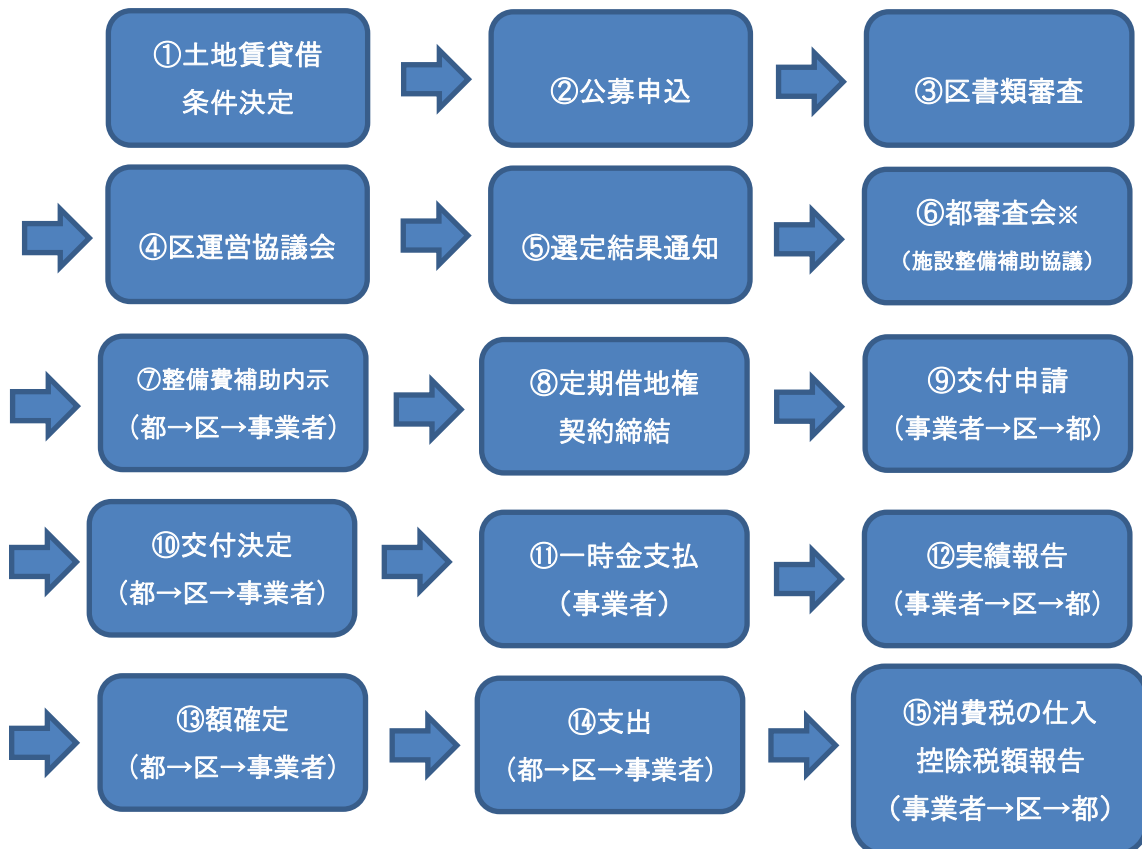 ①土地賃貸借
条件決定
②公募申込
③区書類審査
④区運営協議会
⑤選定結果通知
⑥都審査会※
（施設整備補助協議）
⑦整備費補助内示
（都→区→事業者）
⑧定期借地権
契約締結
⑨交付申請
（事業者→区→都）
⑩交付決定
（都→区→事業者）
⑪一時金支払
（事業者）
⑫実績報告
（事業者→区→都）
⑬額確定
（都→区→事業者）
⑭支出
（都→区→事業者）
⑮消費税の仕入
控除税額報告
（事業者→区→都）